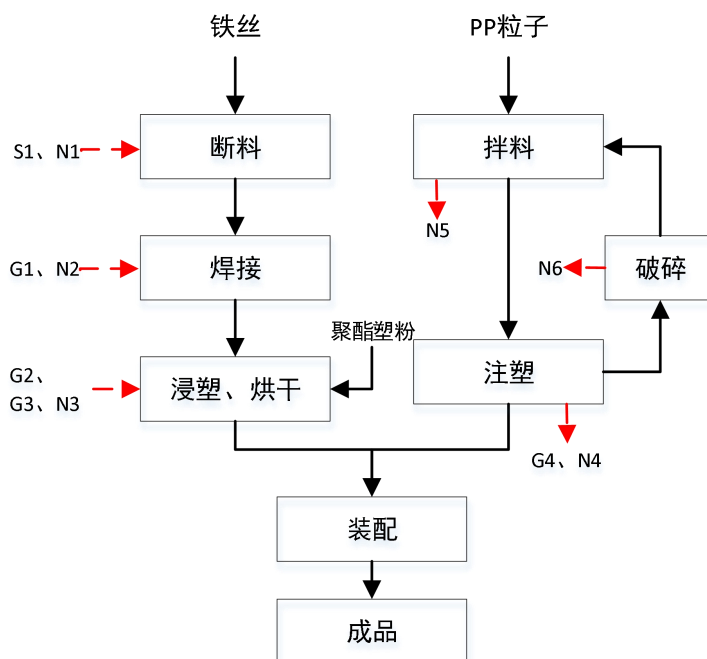 铁丝
PP粒子
S1、N1
断料
拌料
N5
G1、N2
焊接
N6
破碎
聚酯塑粉
G2、
G3、N3
浸塑、烘干
注塑
G4、N4
装配
成品